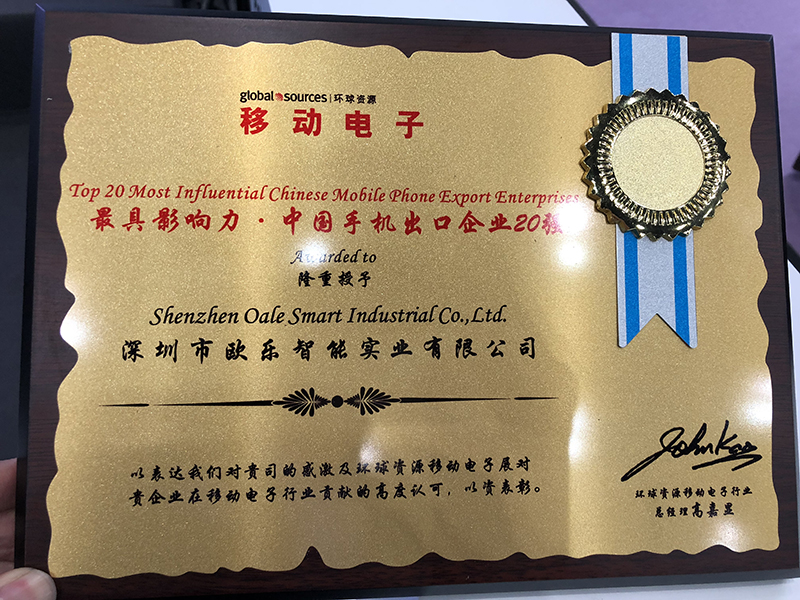 global sources | 环球资源
移动电子
Top 20 Most Influential Chinese Mobile Phone Export Enterprises
最具影响力·中国手机出口企业20强
Awarded to
隆重授予
Shenzhen Oale Smart Industrial Co.,Ltd.
深圳市欧乐智能实业有限公司
以表达我们对贵司的感激及环球资源移动电子展对
贵企业在移动电子行业贡献的高度认可，以资表彰。
John Koo
环球资源移动电子行业
总经理 高嘉显